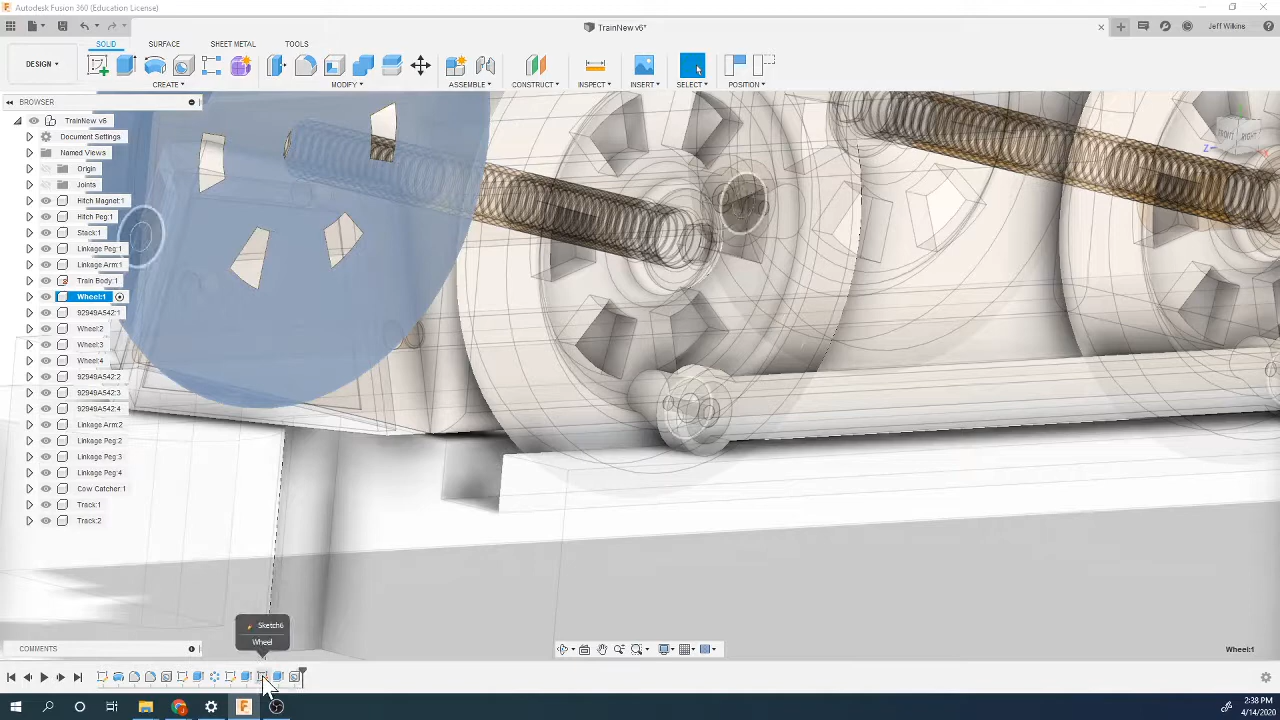 Autodesk Fusion 360 (Education License)
TrainNew v6*
Jeff Wilkins
DESIGN
SOLID
SURFACE
SHEET METAL
TOOLS
CREATE
MODIFY
ASSEMBLE
CONSTRUCT
INSPECT
INSERT
SELECT
POSITION
BROWSER
TrainNew v6
Document Settings
Named Views
Origin
Joints
Hitch Magnet:1
Hitch Peg:1
Stack:1
Linkage Peg:1
Linkage Arm:1
Train Body:1
Wheel:1
92949A542:1
Wheel:2
Wheel:3
Wheel:4
92949A542:2
92949A542:3
92949A542:4
Linkage Arm:2
Linkage Peg:2
Linkage Peg:3
Linkage Peg:4
Cow Catcher:1
Track:1
Track:2
FRONT
RIGHT
Z
Sketch6
Wheel
COMMENTS
Wheel:1
2:38 PM
4/14/2020